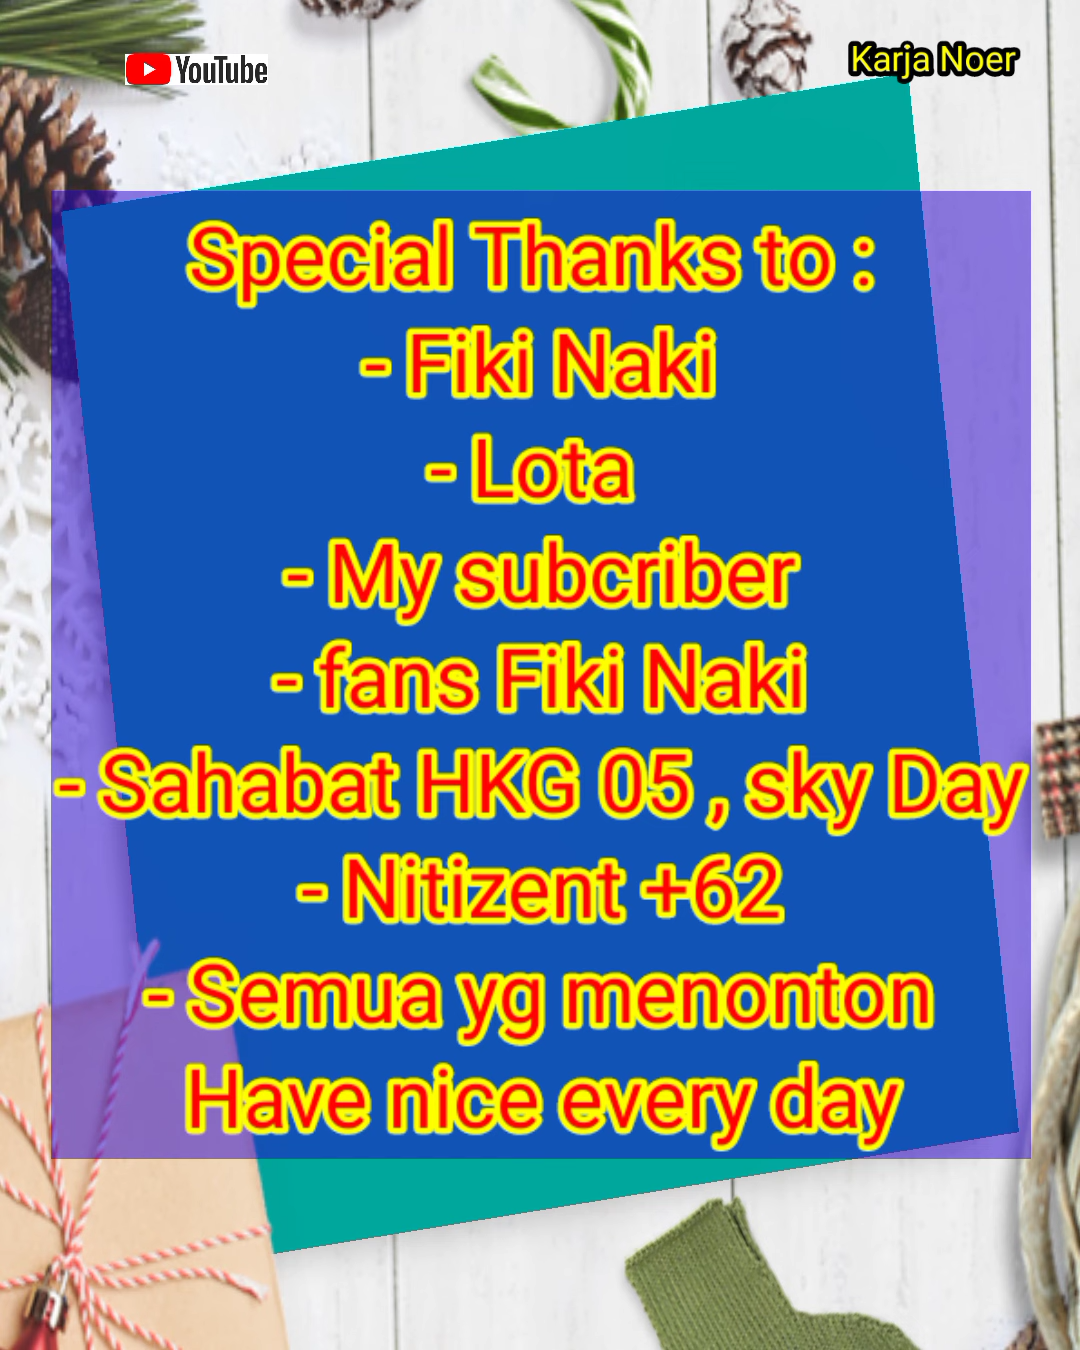 YouTube
Karja Noer
Special Thanks to :
- Fiki Naki
- Lota
- My subcriber
- fans Fiki Naki
- Sahabat HKG 05 , sky Day
- Nitizent +62
- Semua yg menonton
Have nice every day